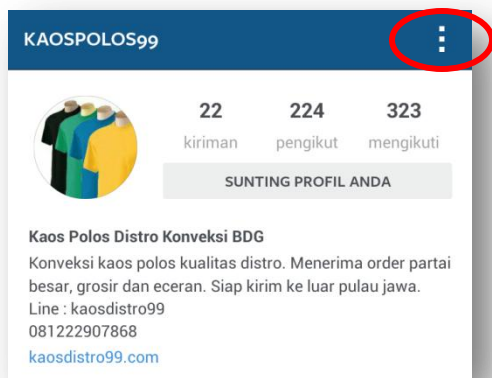 KAOSPOLOS99
22 224 323
kiriman pengikut mengikuti
SUNTING PROFIL ANDA
Kaos Polos Distro Konveksi BDG
Konveksi kaos polos kualitas distro. Menerima order partai
besar, grosir dan eceran. Siap kirim ke luar pulau jawa.
Line : kaosdistro99
081222907868
kaosdistro99.com